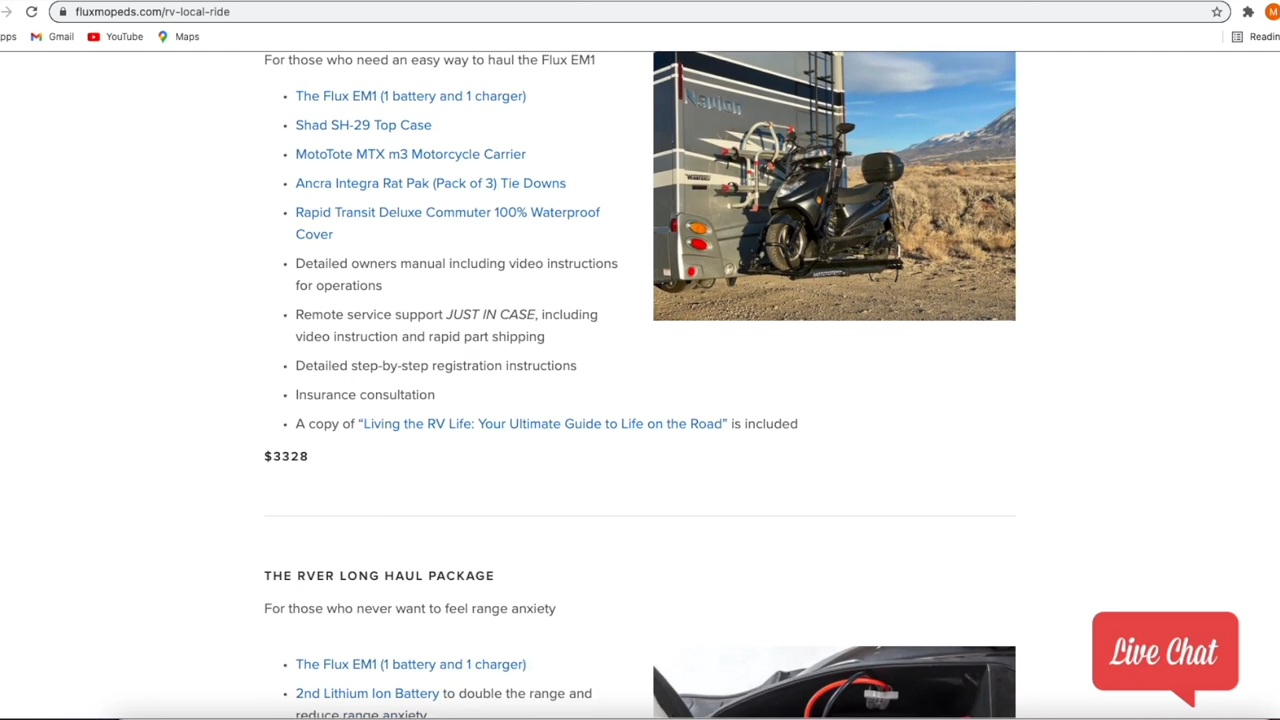 fluxmopeds.com/rv-local-ride
M
pps Gmail YouTube Maps Readin
For those who need an easy way to haul the Flux EM1
• The Flux EM1 (1 battery and 1 charger)
• Shad SH-29 Top Case
• MotoTote MTX m3 Motorcycle Carrier
• Ancra Integra Rat Pak (Pack of 3) Tie Downs
• Rapid Transit Deluxe Commuter 100% Waterproof
Cover
• Detailed owners manual including video instructions
for operations
• Remote service support JUST IN CASE, including
video instruction and rapid part shipping
• Detailed step-by-step registration instructions
• Insurance consultation
• A copy of “Living the RV Life: Your Ultimate Guide to Life on the Road” is included
$3328
Navion
THE RVER LONG HAUL PACKAGE
For those who never want to feel range anxiety
• The Flux EM1 (1 battery and 1 charger)
• 2nd Lithium Ion Battery to double the range and
reduce range anxiety
Live Chat